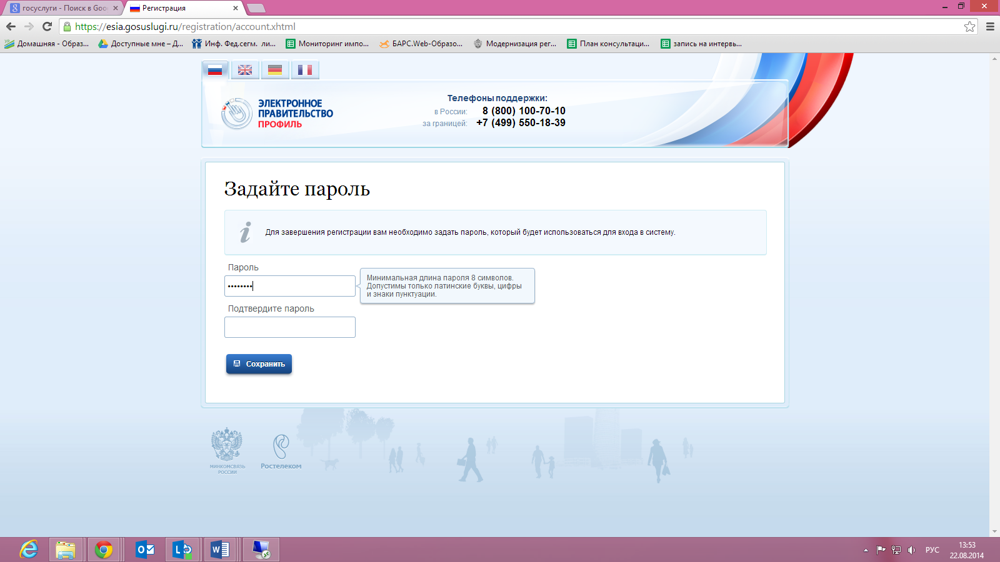 госуслуги - Поиск в Goo
Регистрация
https://esia.gosuslugi.ru/registration/account.xhtml
Домашняя - Образ...
Доступные мне – Д...
Инф. Фед.сегм. ли...
Мониторинг импо...
БАРС.Web-Образо...
Модернизация рег...
План консультаци...
запись на интервь...
ЭЛЕКТРОННОЕ
ПРАВИТЕЛЬСТВО
ПРОФИЛЬ
Телефоны поддержки:
в России: 8 (800) 100-70-10
за границей: +7 (499) 550-18-39
Задайте пароль
Для завершения регистрации вам необходимо задать пароль, который будет использоваться для входа в систему.
Пароль
Минимальная длина пароля 8 символов.
Допустимы только латинские буквы, цифры
и знаки пунктуации.
Подтвердите пароль
Сохранить
МИНКОМСВЯЗЬ
РОССИИ
Ростелеком
РУС
13:53
22.08.2014